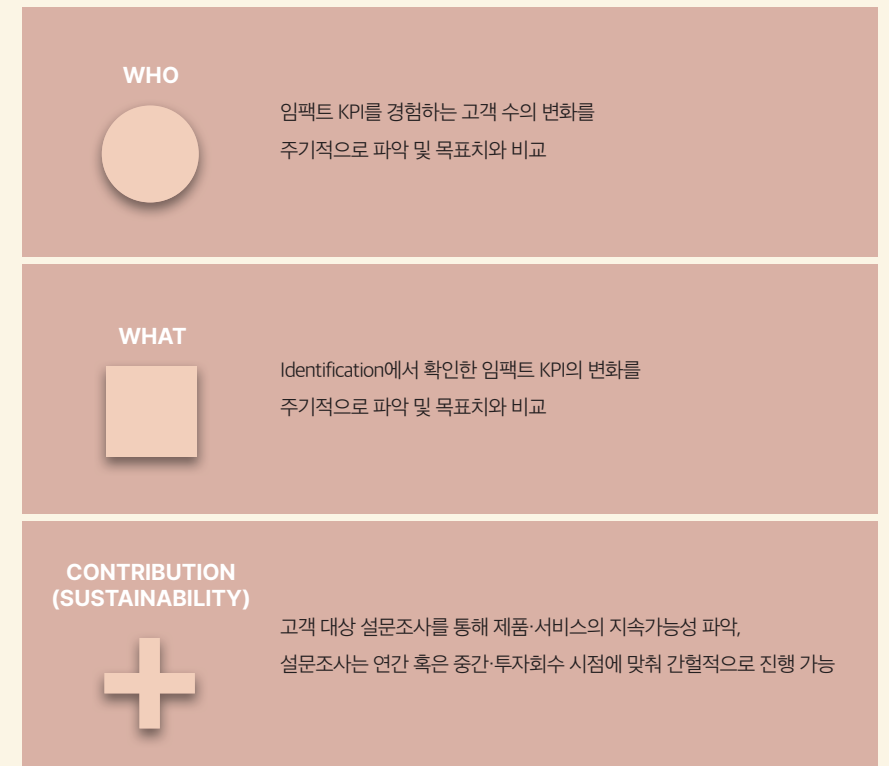 WHO
임팩트 KPI를 경험하는 고객 수의 변화를
주기적으로 파악 및 목표치와 비교
WHAT
Identification에서 확인한 임팩트 KPI의 변화를
주기적으로 파악 및 목표치와 비교
CONTRIBUTION
(SUSTAINABILITY)
고객 대상 설문조사를 통해 제품·서비스의 지속가능성 파악,
설문조사는 연간 혹은 중간·투자회수 시점에 맞춰 간헐적으로 진행 가능